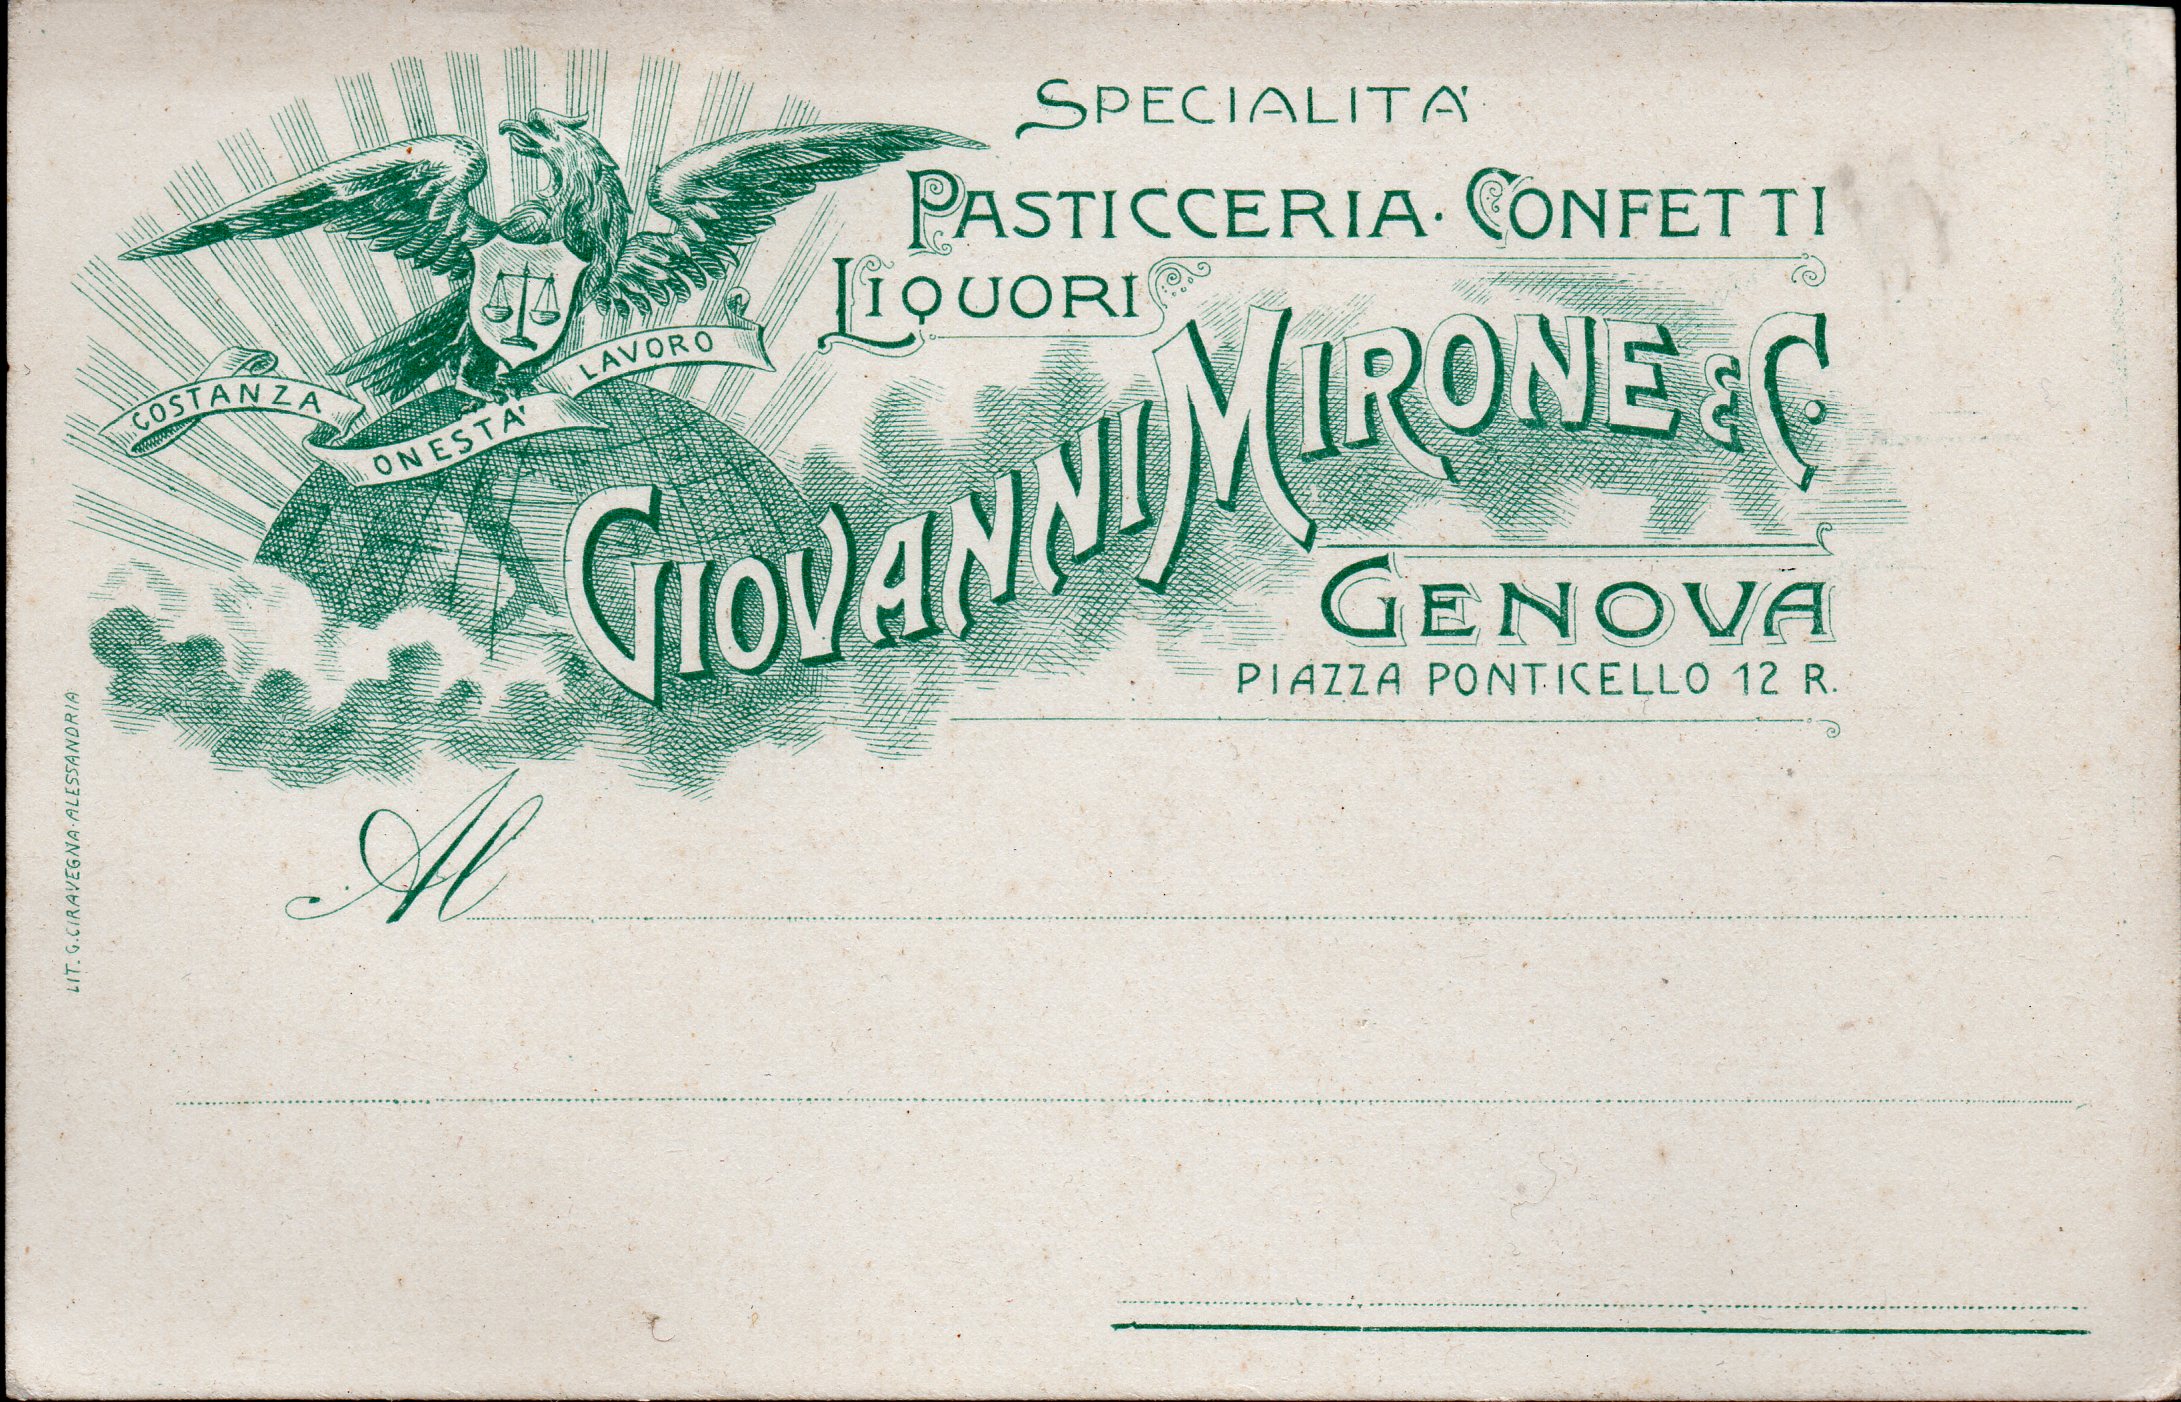 SPECIALITA'
PASTICCERIA · CONFETTI
LIQUORI
COSTANZA
ONESTA'
LAVORO
GIOVANNI MIRONE & C.
GENOVA
PIAZZA PONTICELLO 12 R.
Al
LIT. G. CIRAVEGNA · ALESSANDRIA